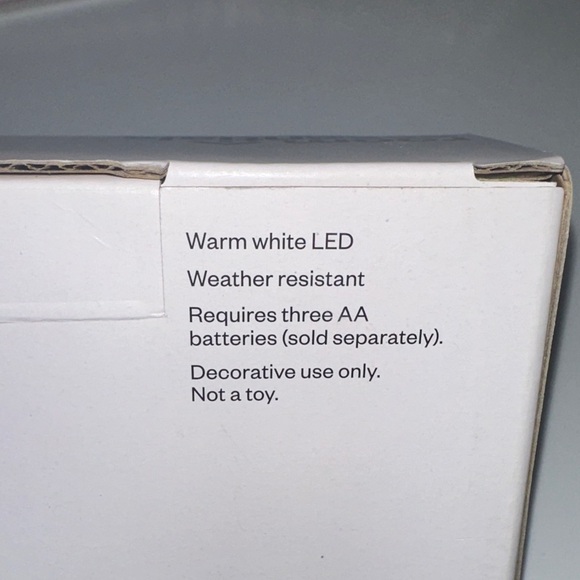 Warm white LED
Weather resistant
Requires three AA
batteries (sold separately).
Decorative use only.
Not a toy.